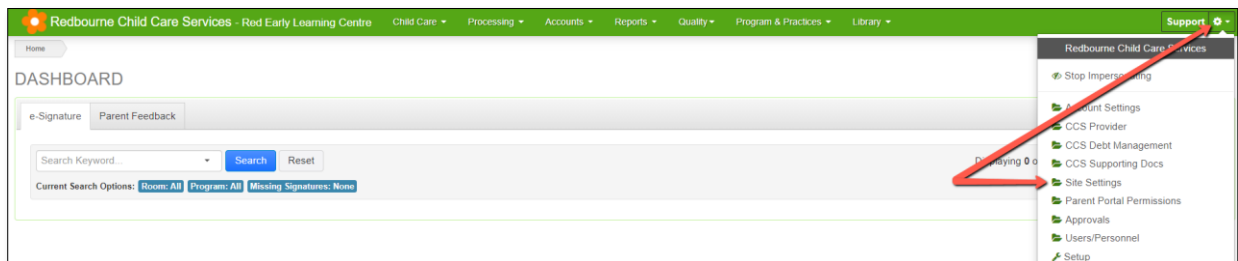 Redbourne Child Care Services - Red Early Learning Centre Child Care Processing Accounts Reports Quality Program & Practices Library Support
Home
Redbourne Child Care Services
DASHBOARD
Stop Impersonating
e-Signature Parent Feedback
Account Settings
CCS Provider
CCS Debt Management
Search Keyword... Search Reset
Displaying 0 o
CCS Supporting Docs
Current Search Options: Room: All Program: All Missing Signatures: None
Site Settings
Parent Portal Permissions
Approvals
Users/Personnel
Setup